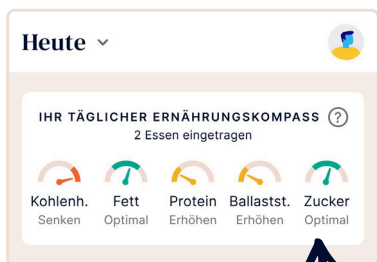 Heute
IHR TÄGLICHER ERNÄHRUNGSKOMPASS ?
2 Essen eingetragen
Kohlenh. Fett Protein Ballastst. Zucker
Senken Optimal Erhöhen Erhöhen Optimal